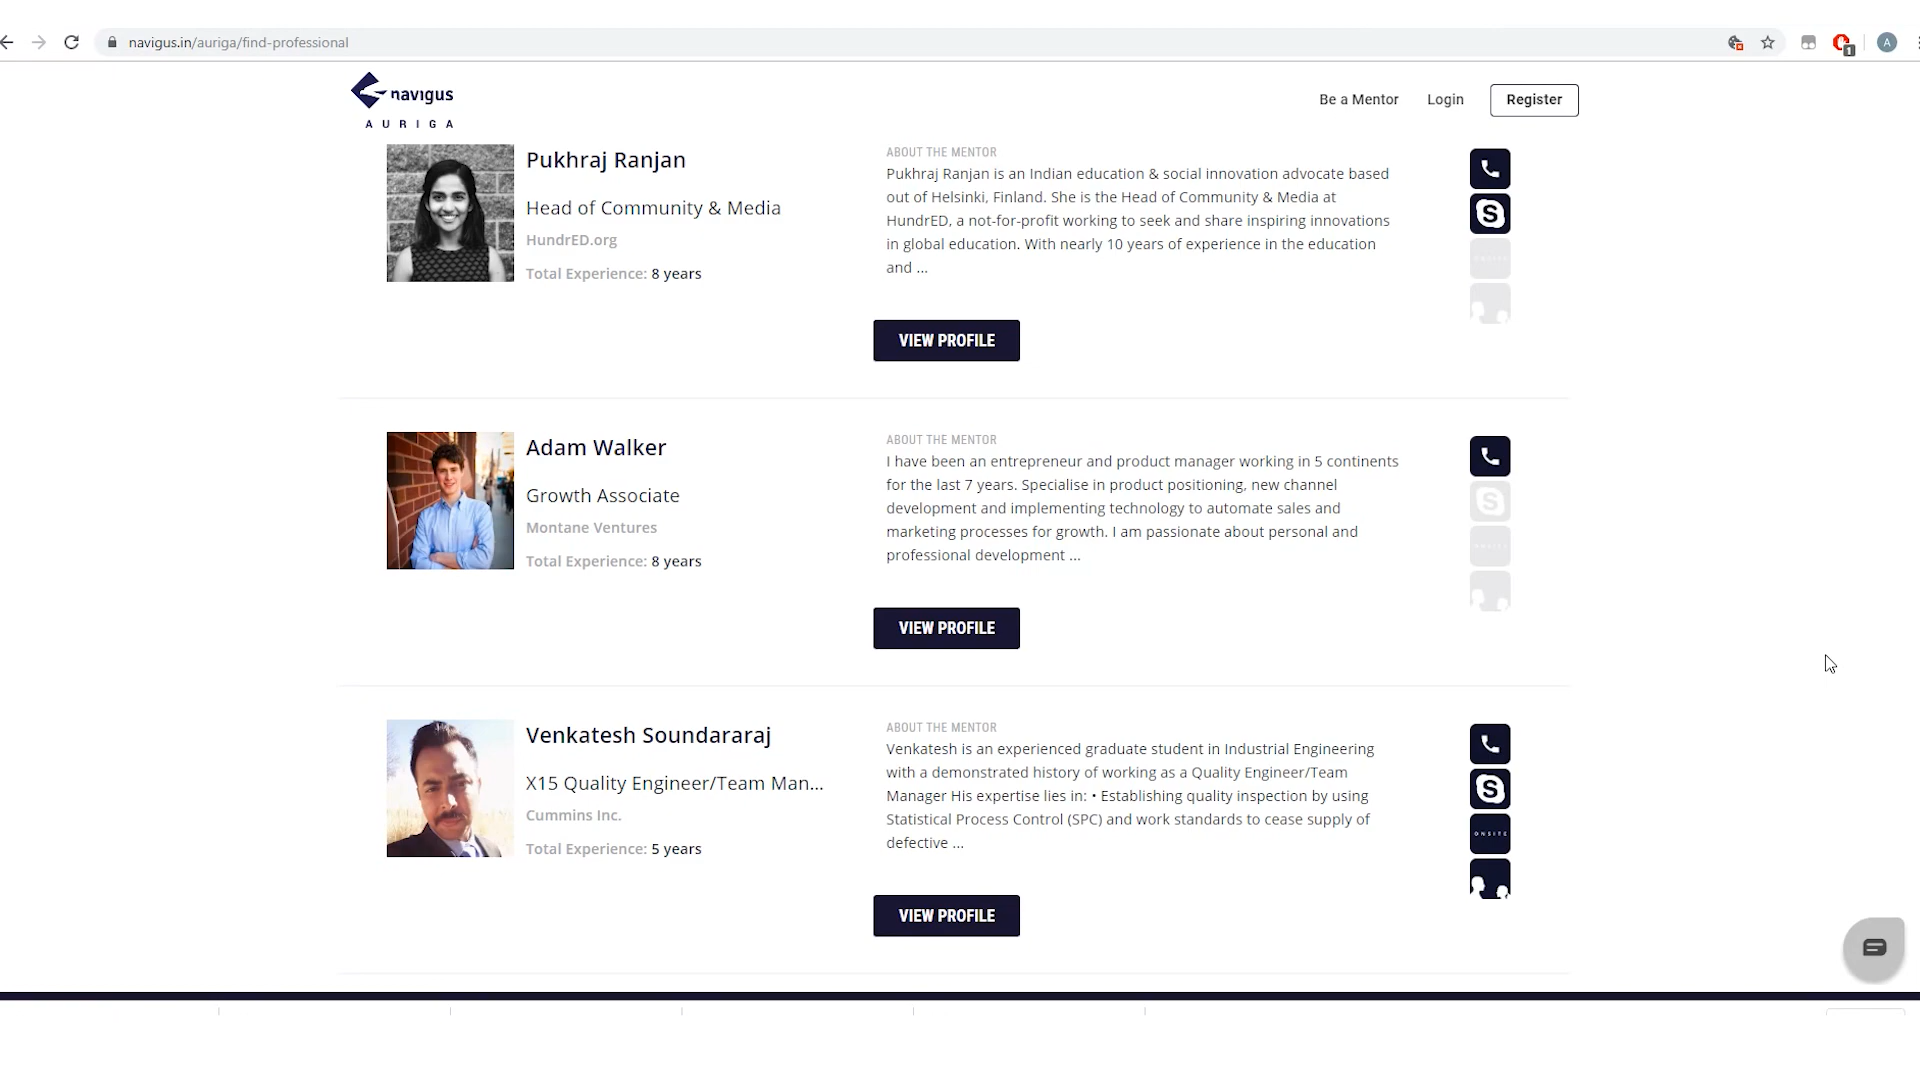 navigus.in/auriga/find-professional
1
A
navigus
AURIGA
Be a Mentor
Login
Register
Pukhraj Ranjan
Head of Community & Media
HundrED.org
Total Experience: 8 years
ABOUT THE MENTOR
Pukhraj Ranjan is an Indian education & social innovation advocate based
out of Helsinki, Finland. She is the Head of Community & Media at
HundrED, a not-for-profit working to seek and share inspiring innovations
in global education. With nearly 10 years of experience in the education
and ...
VIEW PROFILE
Adam Walker
Growth Associate
Montane Ventures
Total Experience: 8 years
ABOUT THE MENTOR
I have been an entrepreneur and product manager working in 5 continents
for the last 7 years. Specialise in product positioning, new channel
development and implementing technology to automate sales and
marketing processes for growth. I am passionate about personal and
professional development ...
VIEW PROFILE
Venkatesh Soundararaj
X15 Quality Engineer/Team Man...
Cummins Inc.
Total Experience: 5 years
ABOUT THE MENTOR
Venkatesh is an experienced graduate student in Industrial Engineering
with a demonstrated history of working as a Quality Engineer/Team
Manager His expertise lies in: • Establishing quality inspection by using
Statistical Process Control (SPC) and work standards to cease supply of
defective ...
ONSITE
VIEW PROFILE